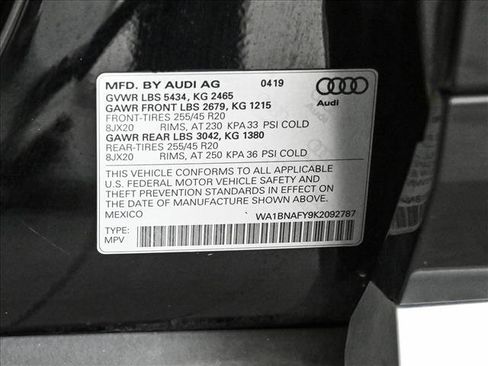 MFD. BY AUDI AG 0419
GVWR LBS 5434, KG 2465
GAWR FRONT LBS 2679, KG 1215
Audi
FRONT-TIRES 255/45 R20
8JX20 RIMS, AT 230 KPA 33 PSI COLD
GAWR REAR LBS 3042, KG 1380
REAR-TIRES 255/45 R20
8JX20 RIMS, AT 250 KPA 36 PSI COLD
THIS VEHICLE CONFORMS TO ALL APPLICABLE
U.S. FEDERAL MOTOR VEHICLE SAFETY AND
THEFT PREVENTION STANDARDS IN EFFECT ON
THE DATE OF MANUFACTURE SHOWN ABOVE.
MEXICO WA1BNAFY9K2092787
TYPE:
MPV